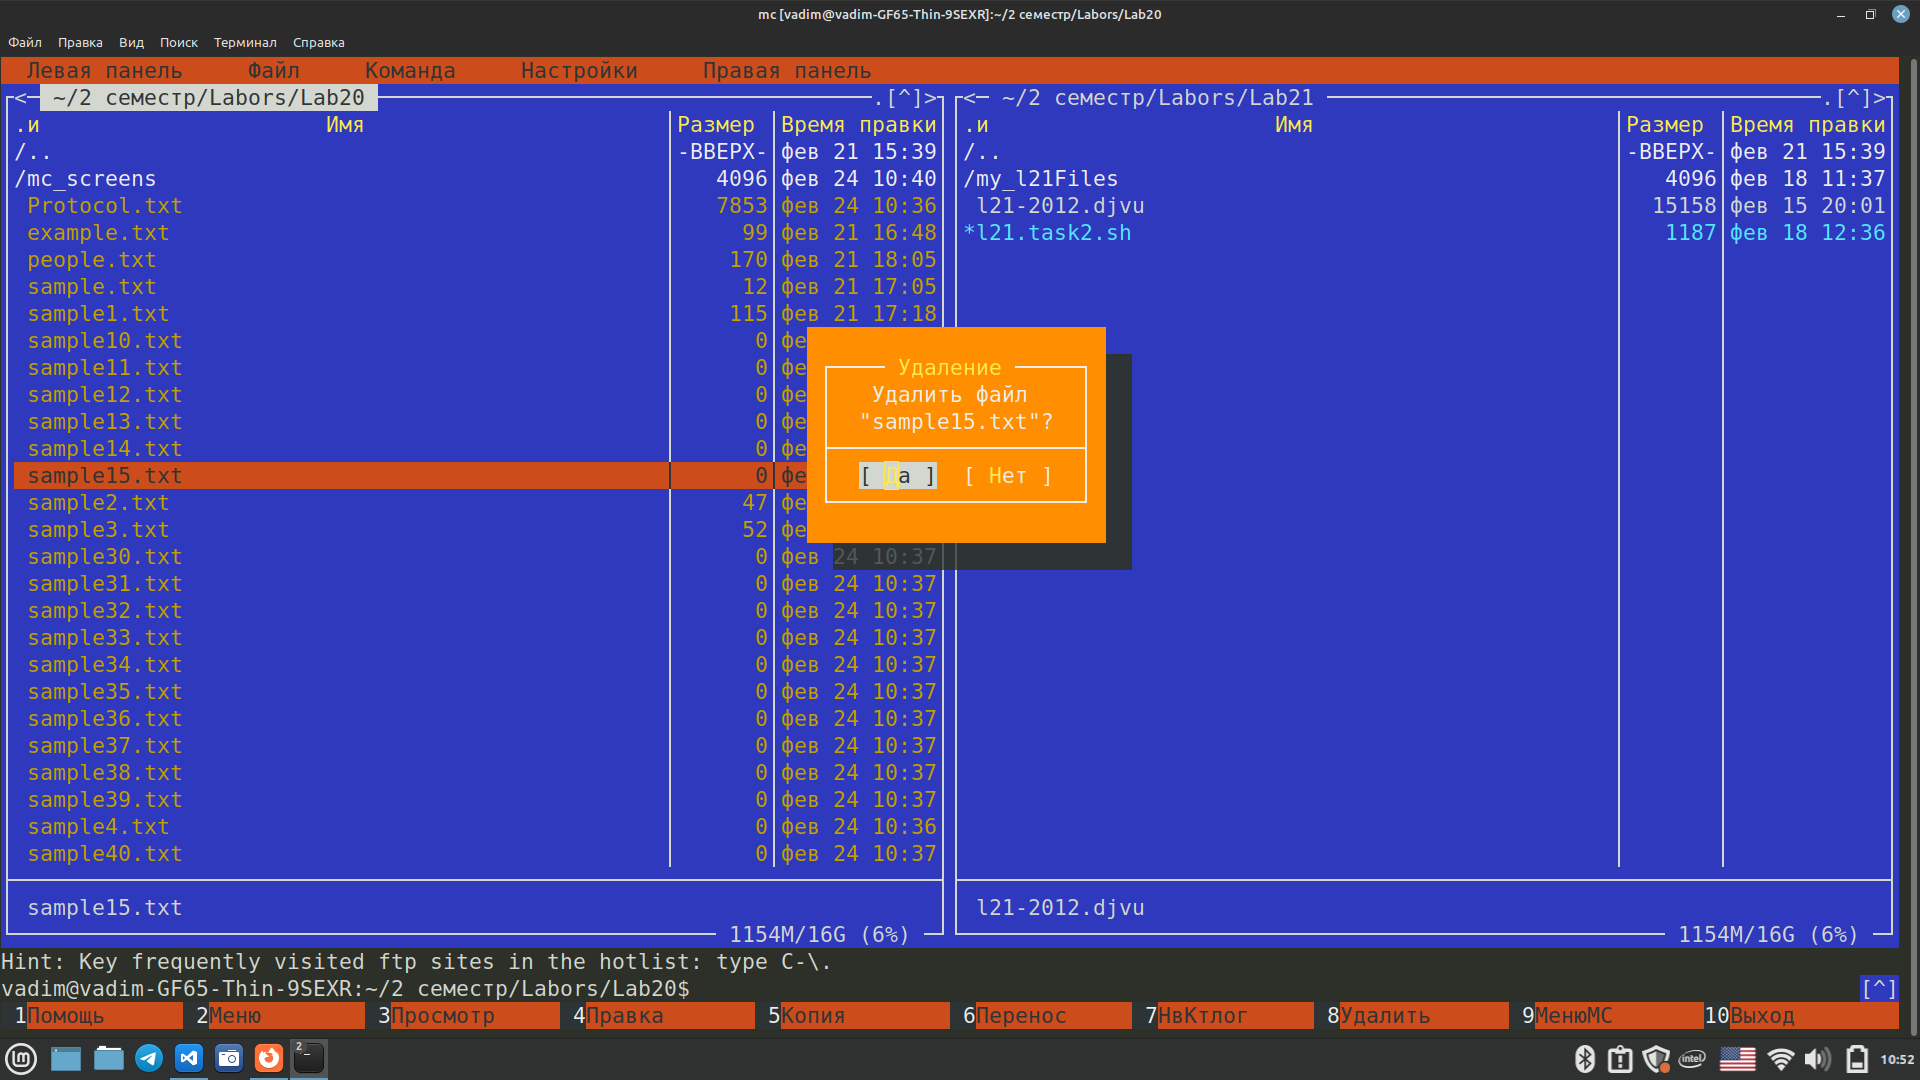 mc [vadim@vadim-GF65-Thin-9SEXR]:~/2 семестр/Labors/Lab20
Файл Правка Вид Поиск Терминал Справка
Левая панель Файл Команда Настройки Правая панель
<─ ~/2 семестр/Labors/Lab20 .[^]> <─ ~/2 семестр/Labors/Lab21 .[^]>
.и Имя Размер Время правки .и Имя Размер Время правки
/.. -ВВЕРХ- фев 21 15:39 /.. -ВВЕРХ- фев 21 15:39
/mc_screens 4096 фев 24 10:40 /my_l21Files 4096 фев 18 11:37
Protocol.txt 7853 фев 24 10:36 l21-2012.djvu 15158 фев 15 20:01
example.txt 99 фев 21 16:48 *l21.task2.sh 1187 фев 18 12:36
people.txt 170 фев 21 18:05
sample.txt 12 фев 21 17:05
sample1.txt 115 фев 21 17:18
sample10.txt 0 фе
sample11.txt 0 фе
sample12.txt 0 фе
sample13.txt 0 фе
sample14.txt 0 фе
sample15.txt 0 фе
sample2.txt 47 фе
sample3.txt 52 фе
Удаление
Удалить файл
"sample15.txt"?
[ Да ] [ Нет ]
sample30.txt 0 фев 24 10:37
sample31.txt 0 фев 24 10:37
sample32.txt 0 фев 24 10:37
sample33.txt 0 фев 24 10:37
sample34.txt 0 фев 24 10:37
sample35.txt 0 фев 24 10:37
sample36.txt 0 фев 24 10:37
sample37.txt 0 фев 24 10:37
sample38.txt 0 фев 24 10:37
sample39.txt 0 фев 24 10:37
sample4.txt 0 фев 24 10:36
sample40.txt 0 фев 24 10:37
sample15.txt l21-2012.djvu
1154M/16G (6%) 1154M/16G (6%)
Hint: Key frequently visited ftp sites in the hotlist: type C-\.
vadim@vadim-GF65-Thin-9SEXR:~/2 семестр/Labors/Lab20$ [^]
1Помощь 2Меню 3Просмотр 4Правка 5Копия 6Перенос 7НвКтлог 8Удалить 9МенюМС 10Выход
2 intel 10:52